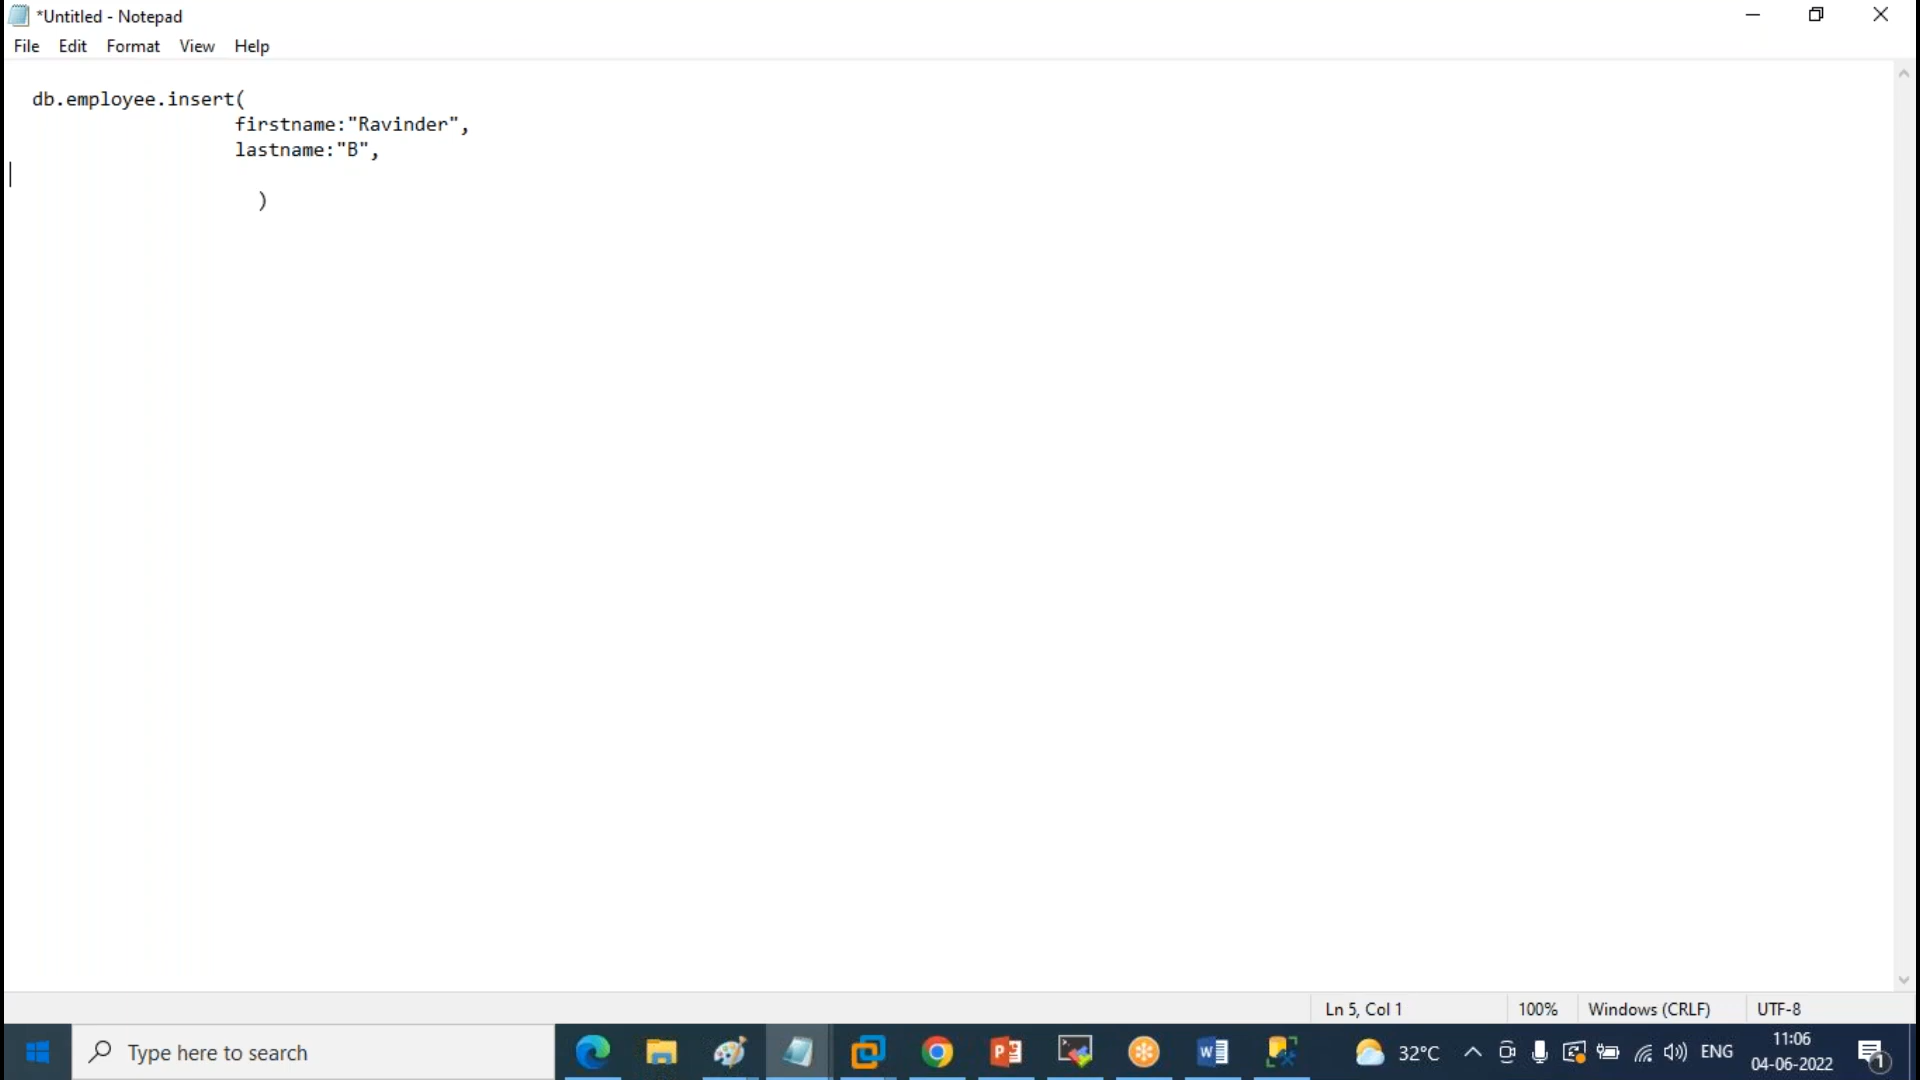 *Untitled - Notepad
File Edit Format View Help
db.employee.insert(
firstname:"Ravinder",
lastname:"B",
)
Ln 5, Col 1 100% Windows (CRLF) UTF-8
Type here to search
32°C ENG 11:06
04-06-2022
1